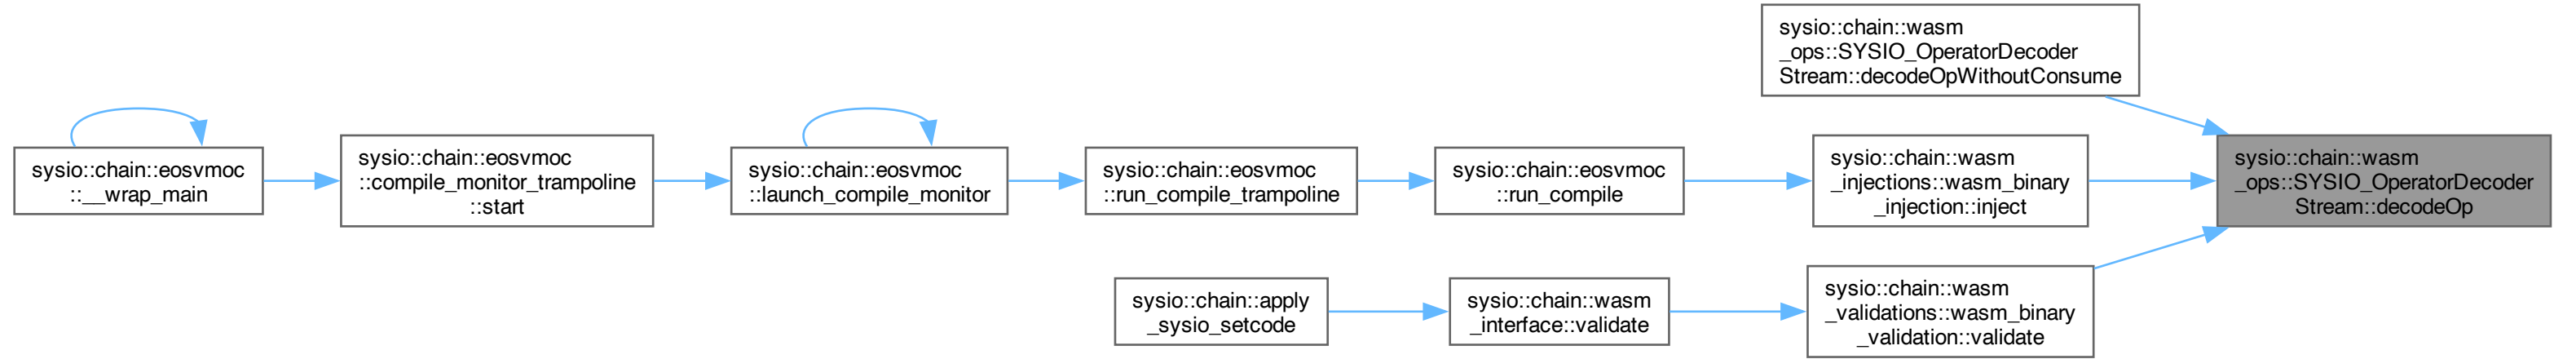 sysio::chain::wasm
_ops::SYSIO_OperatorDecoder
Stream::decodeOpWithoutConsume
sysio::chain::eosvmoc
::__wrap_main
sysio::chain::eosvmoc
::compile_monitor_trampoline
::start
sysio::chain::eosvmoc
::launch_compile_monitor
sysio::chain::eosvmoc
::run_compile_trampoline
sysio::chain::eosvmoc
::run_compile
sysio::chain::wasm
_injections::wasm_binary
_injection::inject
sysio::chain::wasm
_ops::SYSIO_OperatorDecoder
Stream::decodeOp
sysio::chain::apply
_sysio_setcode
sysio::chain::wasm
_interface::validate
sysio::chain::wasm
_validations::wasm_binary
_validation::validate